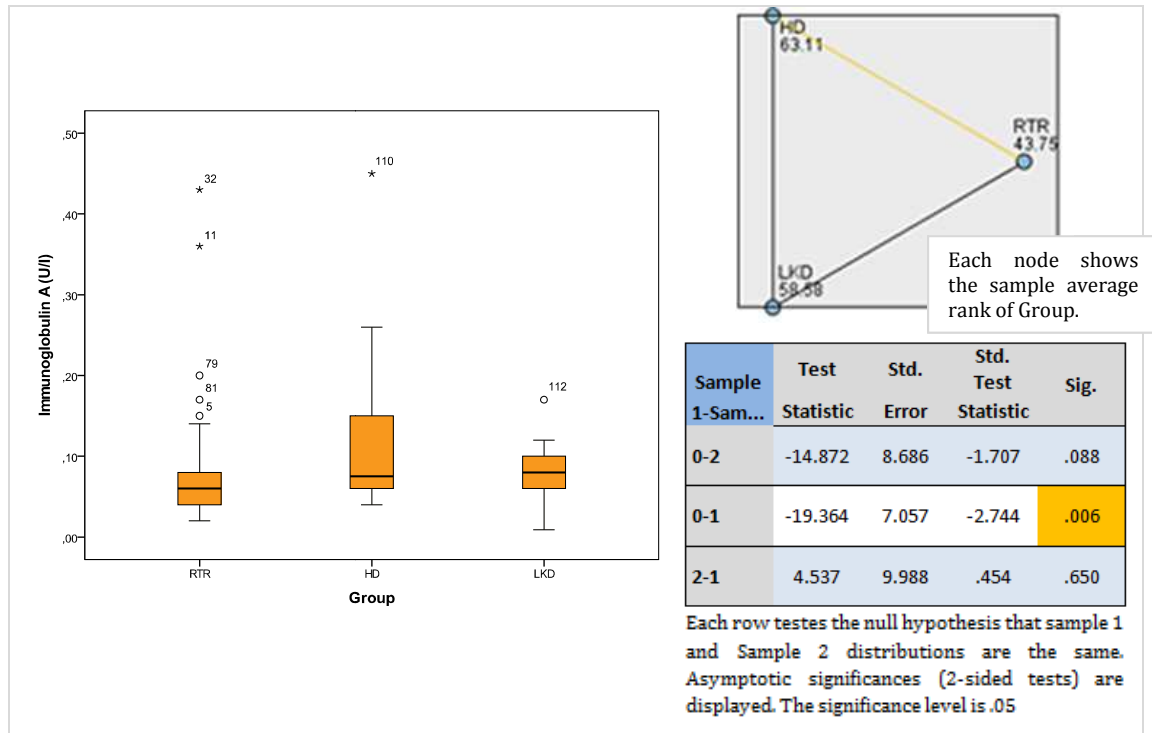 Immunoglobulin A (U/l)
,50
,40
,30
,20
,10
,00
32
11
79
81
5
110
112
RTR
HD
LKD
Group
HD
63.11
RTR
43.75
LKD
58.58
Each node shows
the sample average
rank of Group.
Sample 1-Sam... Test Statistic Std. Error Std. Test Statistic Sig.
0-2 -14.872 8.686 -1.707 .088
0-1 -19.364 7.057 -2.744 .006
2-1 4.537 9.988 .454 .650
Each row testes the null hypothesis that sample 1
and Sample 2 distributions are the same.
Asymptotic significances (2-sided tests) are
displayed. The significance level is .05